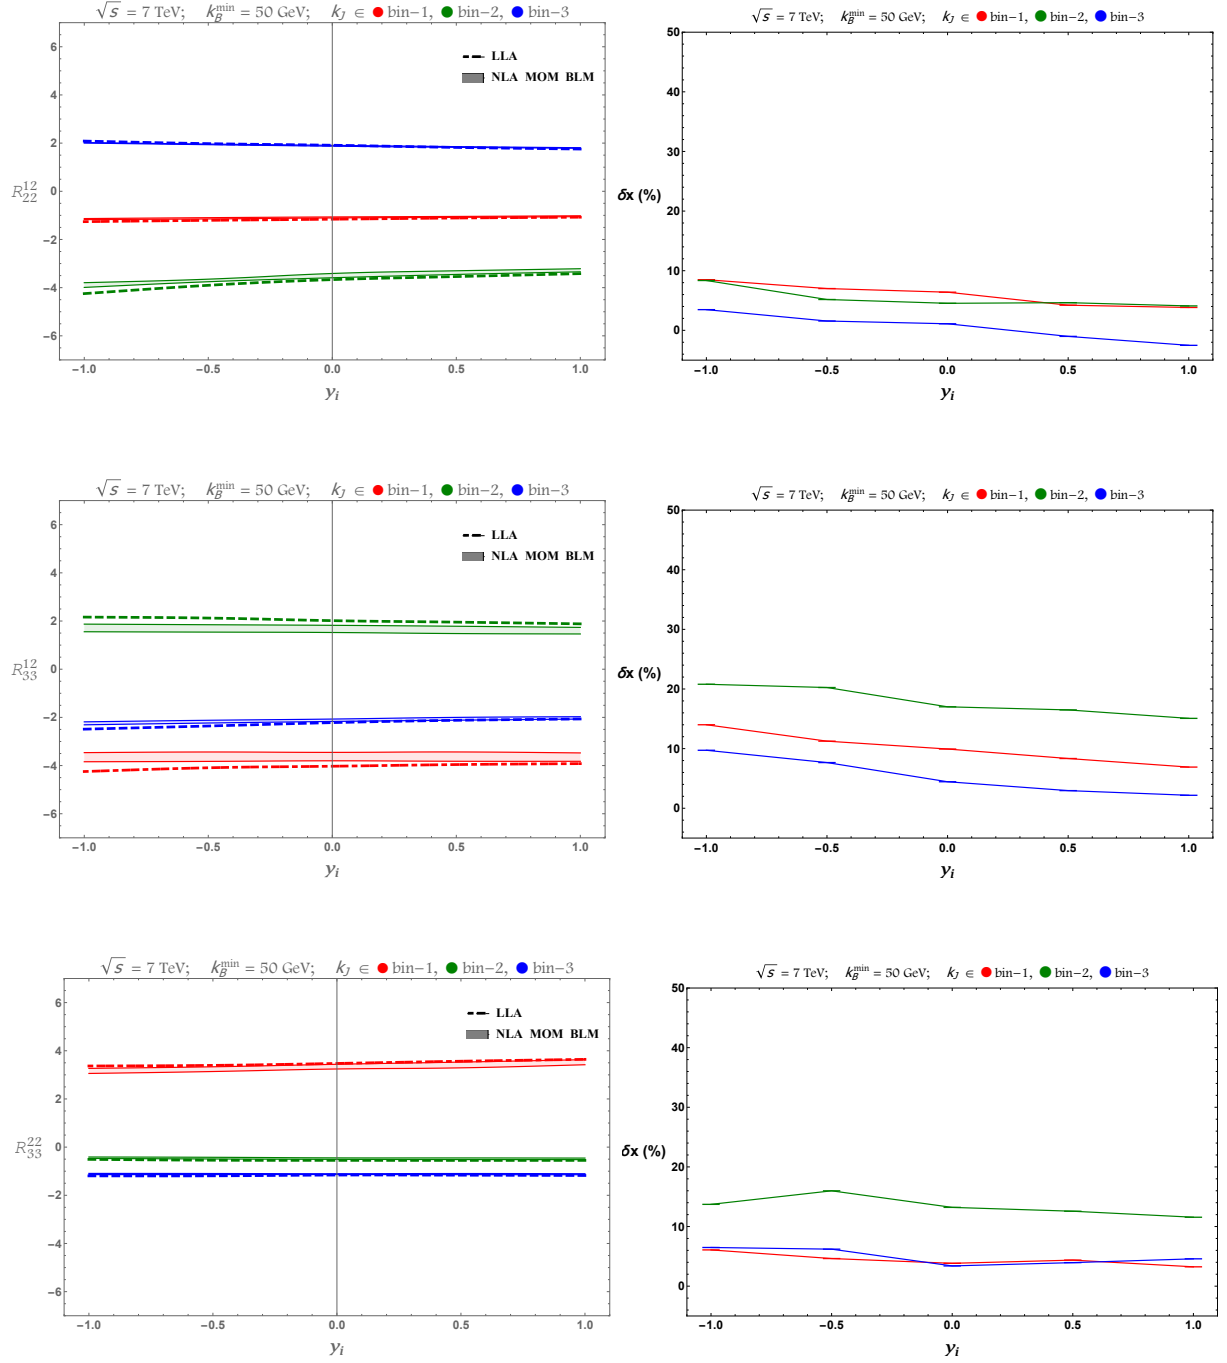 √s = 7 TeV; k_B^min = 50 GeV; k_J ∈ ● bin−1, ● bin−2, ● bin−3
6
4
2
0
−2
−4
−6
R_22^12
LLA
NLA MOM BLM
−1.0 −0.5 0.0 0.5 1.0
y_i
√s = 7 TeV; k_B^min = 50 GeV; k_J ∈ ● bin−1, ● bin−2, ● bin−3
50
40
30
20
10
0
δx (%)
−1.0 −0.5 0.0 0.5 1.0
y_i
√s = 7 TeV; k_B^min = 50 GeV; k_J ∈ ● bin−1, ● bin−2, ● bin−3
6
4
2
0
−2
−4
−6
R_33^12
LLA
NLA MOM BLM
−1.0 −0.5 0.0 0.5 1.0
y_i
√s = 7 TeV; k_B^min = 50 GeV; k_J ∈ ● bin−1, ● bin−2, ● bin−3
50
40
30
20
10
0
δx (%)
−1.0 −0.5 0.0 0.5 1.0
y_i
√s = 7 TeV; k_B^min = 50 GeV; k_J ∈ ● bin−1, ● bin−2, ● bin−3
6
4
2
0
−2
−4
−6
R_33^22
LLA
NLA MOM BLM
−1.0 −0.5 0.0 0.5 1.0
y_i
√s = 7 TeV; k_B^min = 50 GeV; k_J ∈ ● bin−1, ● bin−2, ● bin−3
50
40
30
20
10
0
δx (%)
−1.0 −0.5 0.0 0.5 1.0
y_i